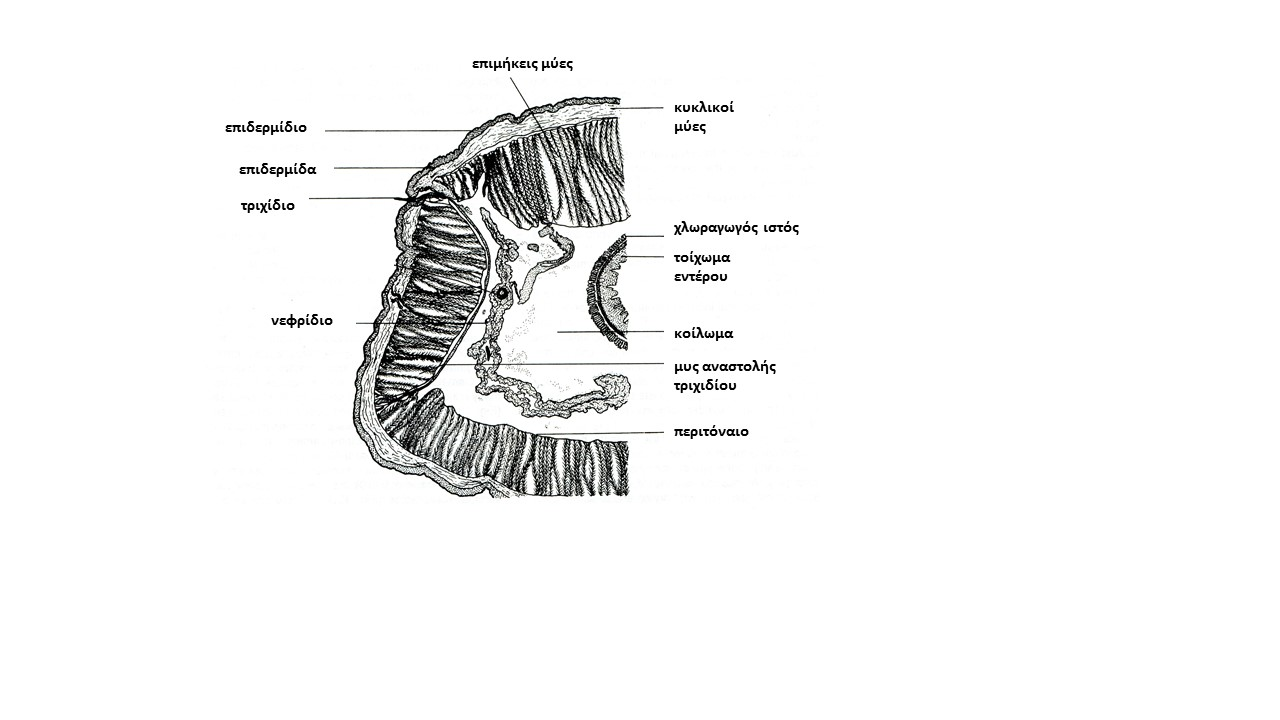 επιμήκεις μύες
κυκλικοί
μύες
επιδερμίδιο
επιδερμίδα
τριχίδιο
χλωραγωγός ιστός
τοίχωμα
εντέρου
νεφρίδιο
κοίλωμα
μυς αναστολής
τριχιδίου
περιτόναιο